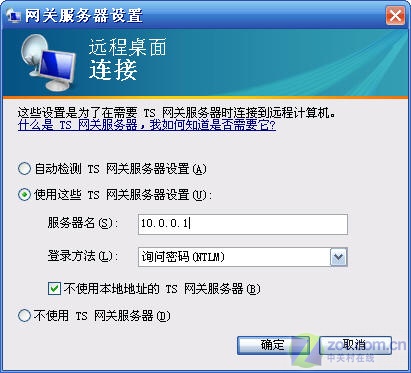 网关服务器设置
远程桌面
连接
这些设置是为了在需要 TS 网关服务器时连接到远程计算机。
什么是 TS 网关服务器,我如何知道是否需要它?
自动检测 TS 网关服务器设置(A)
使用这些 TS 网关服务器设置(U):
服务器名(S): 10.0.0.1
登录方法(L): 询问密码(NTLM)
不使用本地地址的 TS 网关服务器(B)
不使用 TS 网关服务器(D)
确定 取消
zol.com.cn
中关村在线